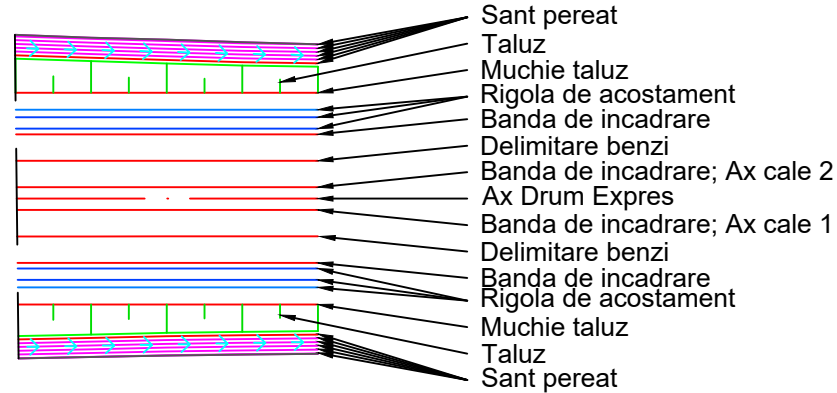 Sant pereat
Taluz
Muchie taluz
Rigola de acostament
Banda de incadrare
Delimitare benzi
Banda de incadrare; Ax cale 2
Ax Drum Expres
Banda de incadrare; Ax cale 1
Delimitare benzi
Banda de incadrare
Rigola de acostament
Muchie taluz
Taluz
Sant pereat